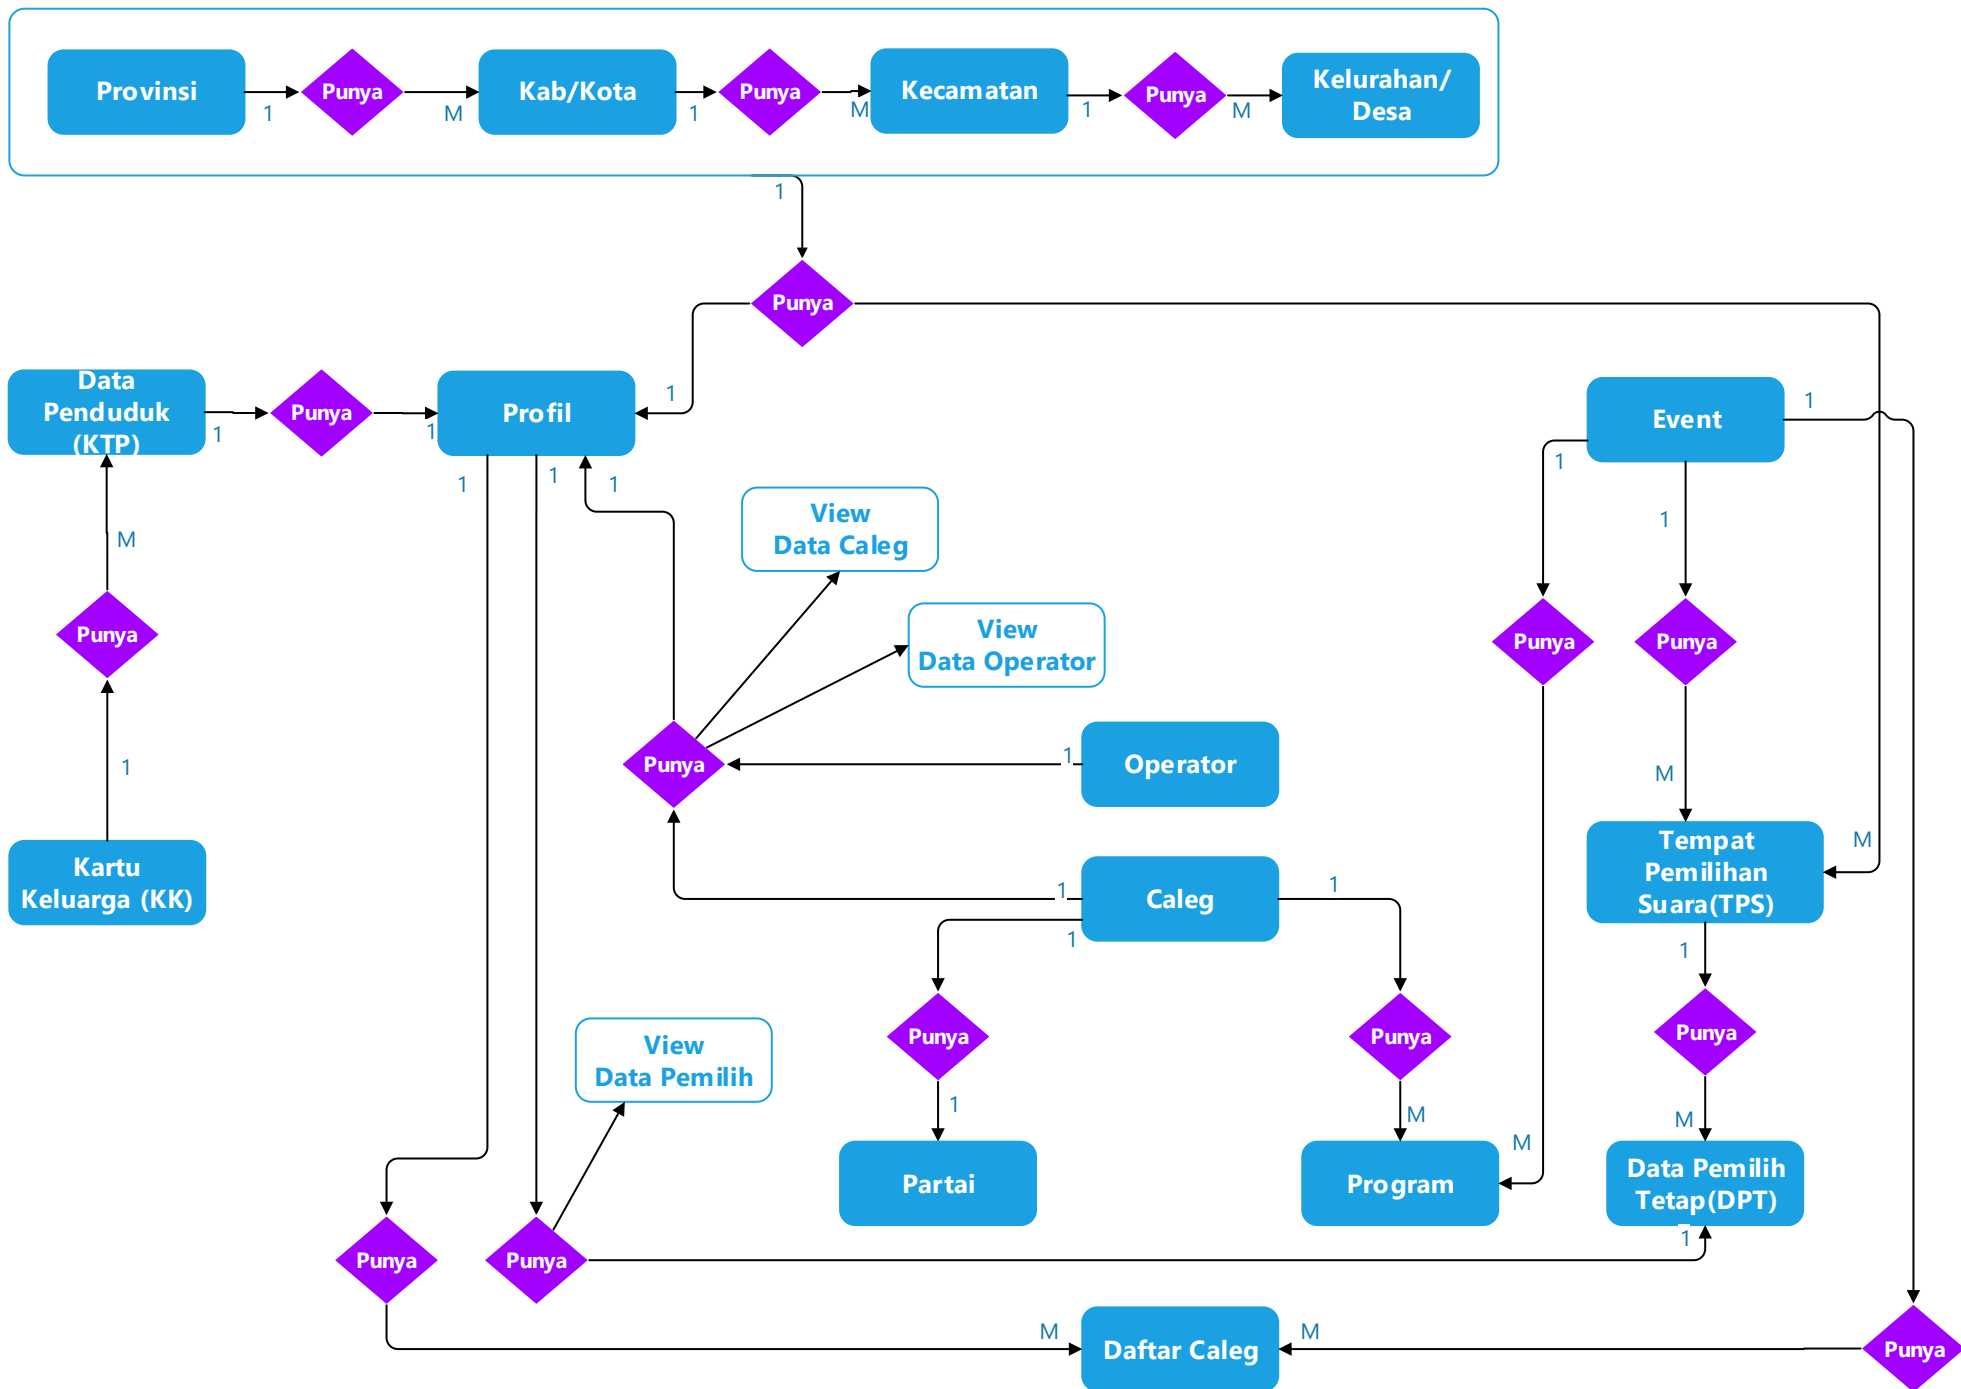 Provinsi
Punya
Kab/Kota
Punya
Kecamatan
Punya
Kelurahan/
Desa
1
M
1
M
1
M
1
Punya
Data
Penduduk
(KTP)
Punya
Profil
1
1
1
Event
1
1
1
1
1
1
View
Data Caleg
M
1
View
Data Operator
Punya
Punya
Punya
Punya
1
Operator
1
M
Kartu
Keluarga (KK)
Tempat
Pemilihan
Suara(TPS)
M
1
Caleg
1
1
1
Punya
Punya
Punya
View
Data Pemilih
1
M
M
M
Partai
Program
Data Pemilih
Tetap(DPT)
1
Punya
Punya
M
Daftar Caleg
M
Punya